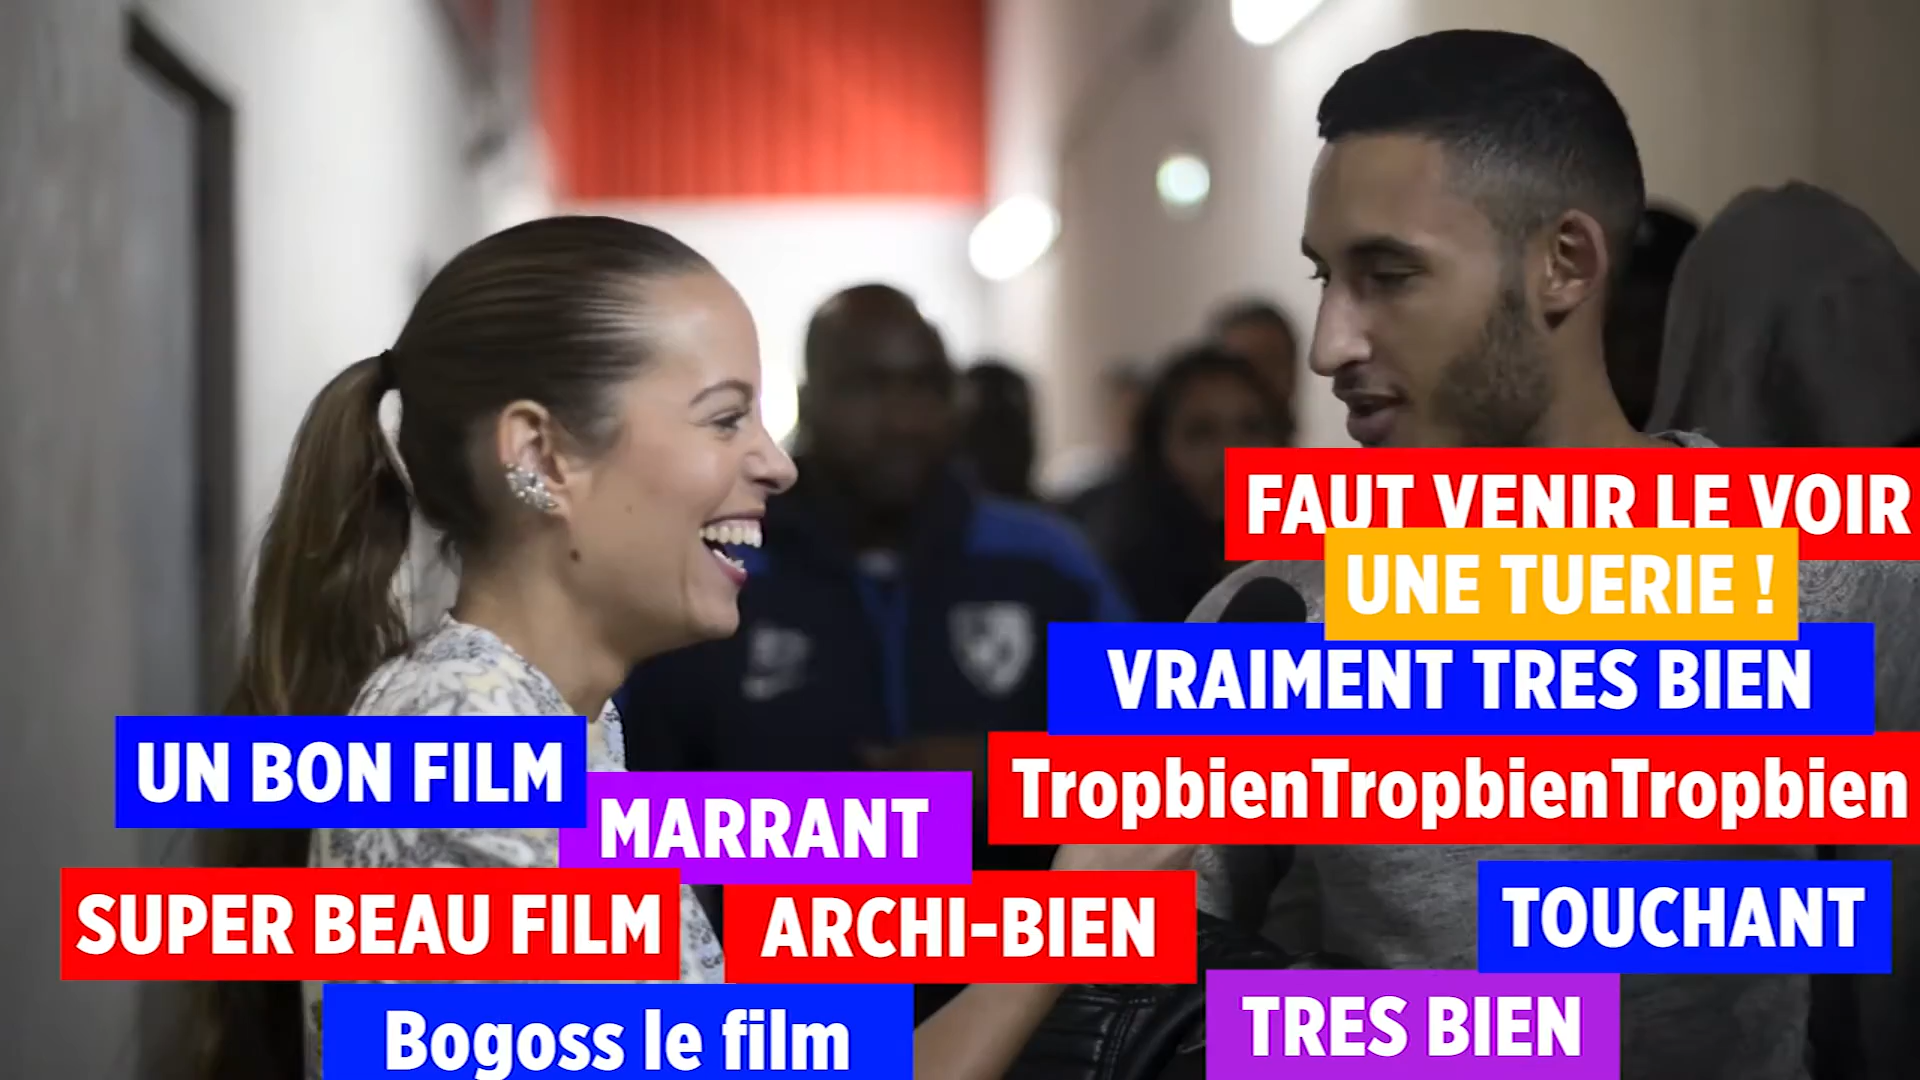 FAUT VENIR LE VOIR
UNE TUERIE !
VRAIMENT TRES BIEN
UN BON FILM
TropbienTropbienTropbien
MARRANT
SUPER BEAU FILM
ARCHI-BIEN
TOUCHANT
Bogoss le film
TRES BIEN